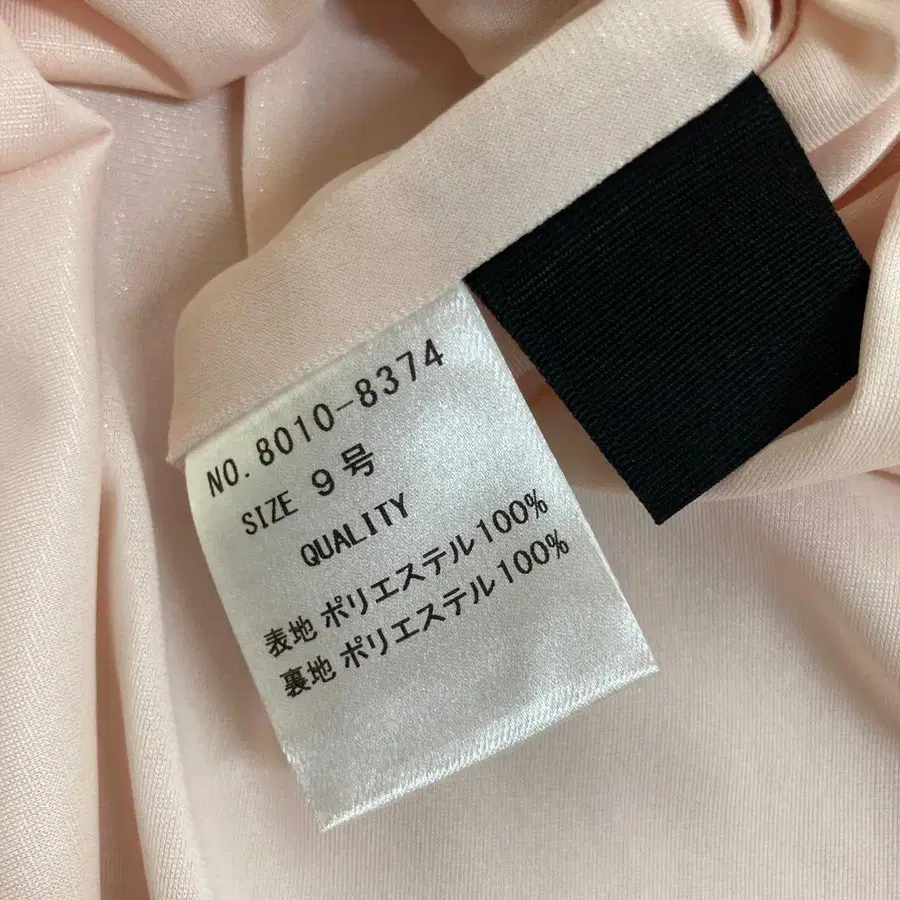 NO. 8010-8374
SIZE 9号
QUALITY
表地 ポリエステル100%
裏地 ポリエステル100%